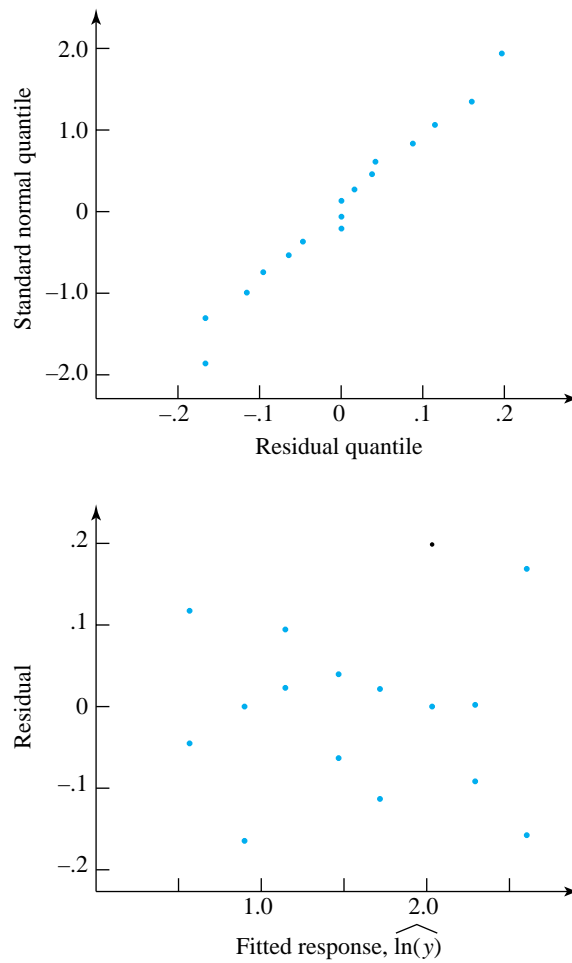 2.0
1.0
0
–1.0
–2.0
Standard normal quantile
–.2 –.1 0 .1 .2
Residual quantile
.2
.1
0
–.1
–.2
Residual
1.0 2.0
Fitted response, \widehat{ln(y)}